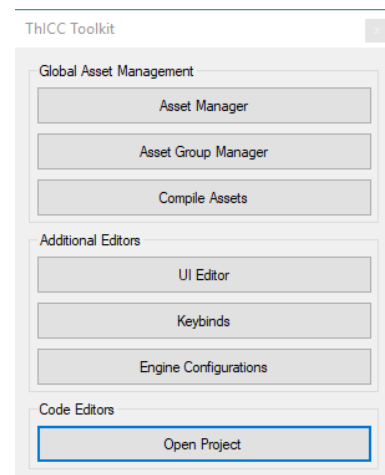 ThICC Toolkit
Global Asset Management
Asset Manager
Asset Group Manager
Compile Assets
Additional Editors
UI Editor
Keybinds
Engine Configurations
Code Editors
Open Project